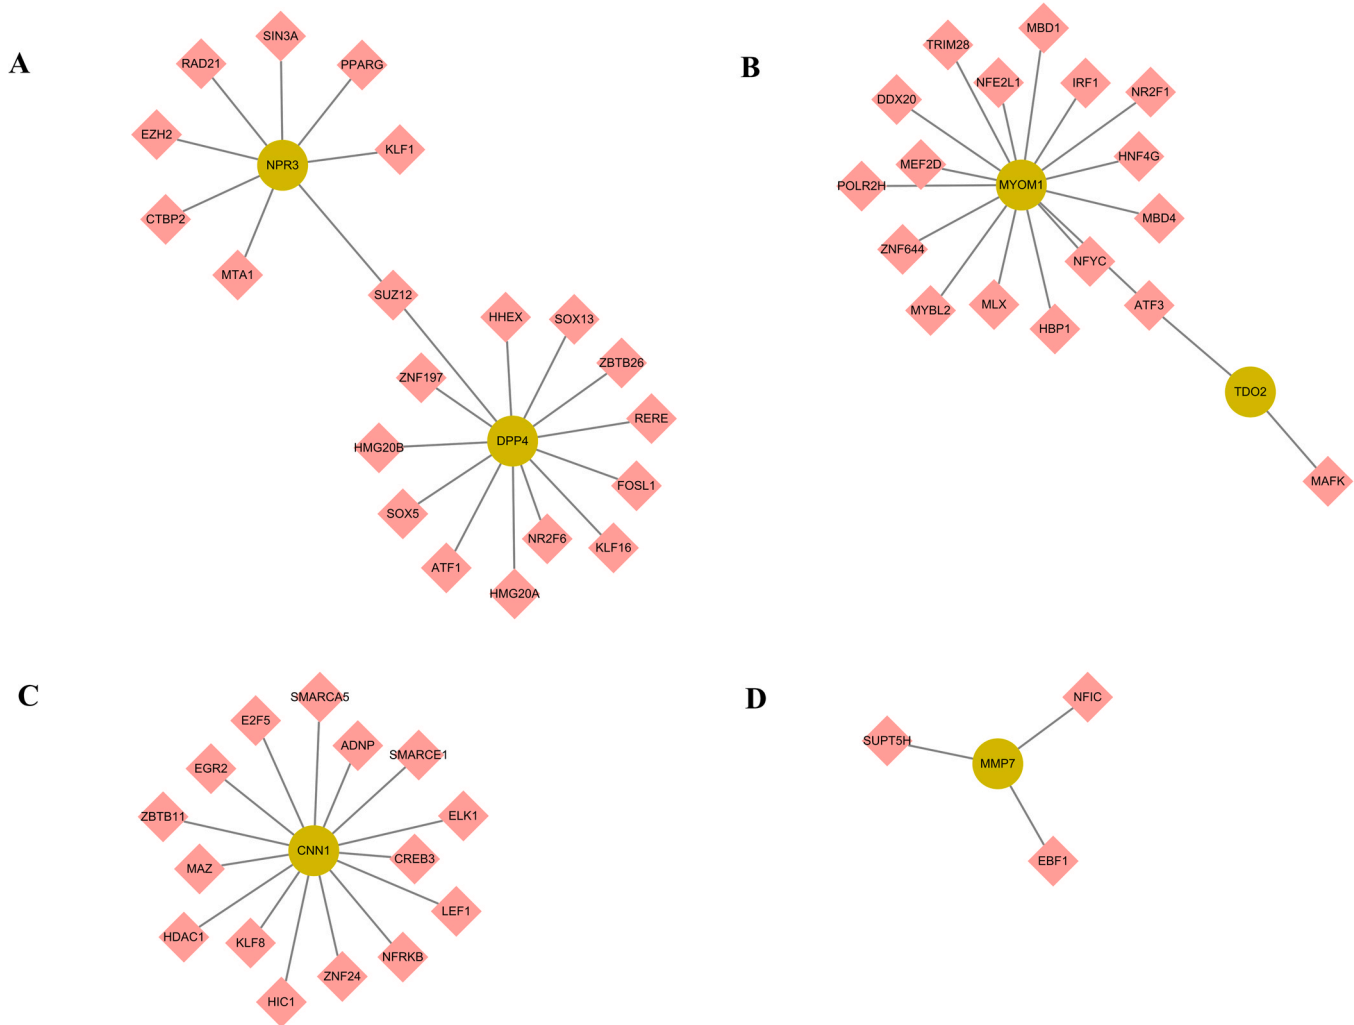 A
SIN3A
RAD21
PPARG
EZH2
KLF1
NPR3
CTBP2
MTA1
SUZ12
HHEX
SOX13
ZBTB26
ZNF197
RERE
DPP4
HMG20B
FOSL1
SOX5
NR2F6
KLF16
ATF1
HMG20A
B
MBD1
TRIM28
NFE2L1
IRF1
NR2F1
DDX20
MEF2D
HNF4G
POLR2H
MYOM1
MBD4
ZNF644
NFYC
MYBL2
MLX
ATF3
HBP1
TDO2
MAFK
C
SMARCA5
E2F5
ADNP
SMARCE1
EGR2
ZBTB11
ELK1
CNN1
CREB3
MAZ
LEF1
HDAC1
KLF8
NFRKB
ZNF24
HIC1
D
NFIC
SUPT5H
MMP7
EBF1